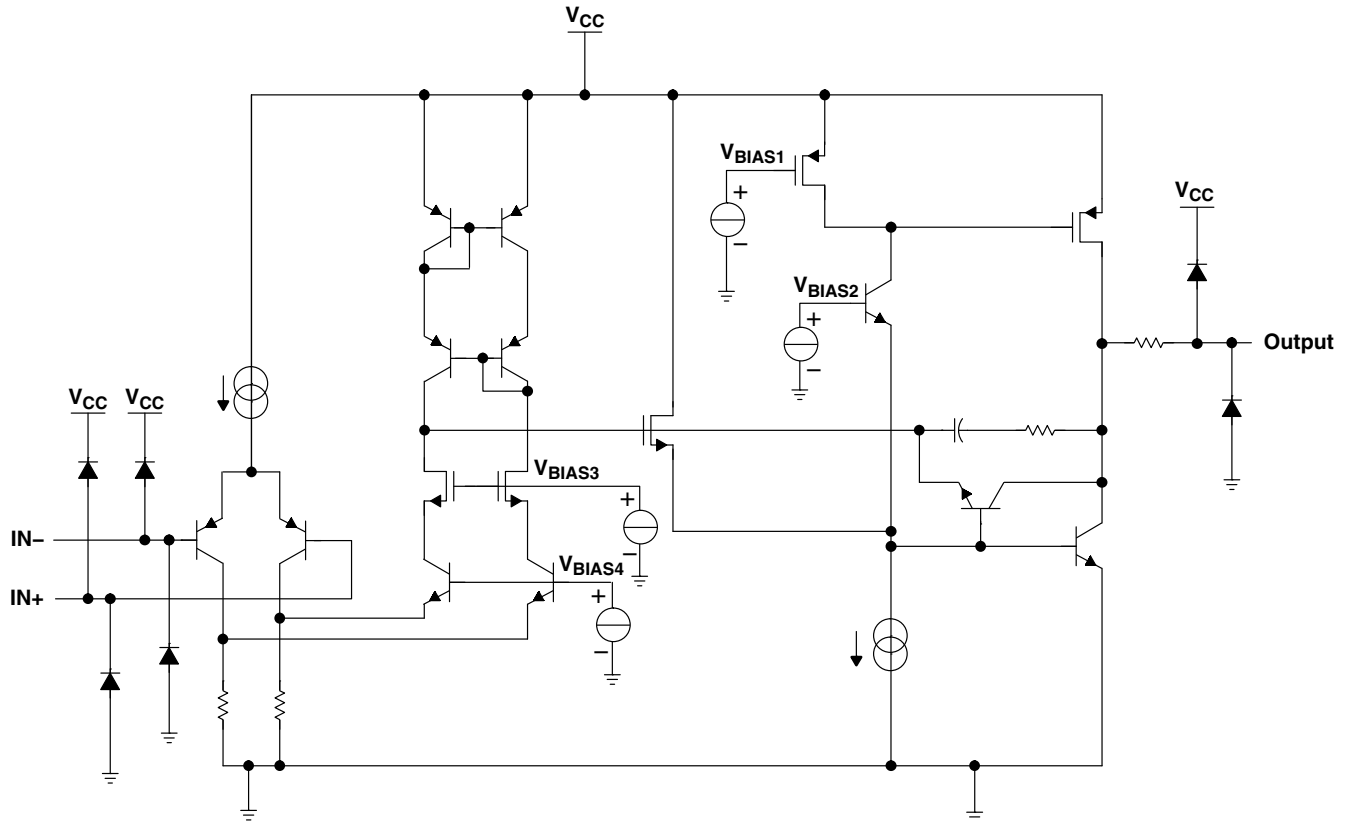 VCC
VBIAS1
+
−
VCC
VBIAS2
+
−
Output
VCC
VCC
VBIAS3
+
−
IN−
VBIAS4
IN+
+
−